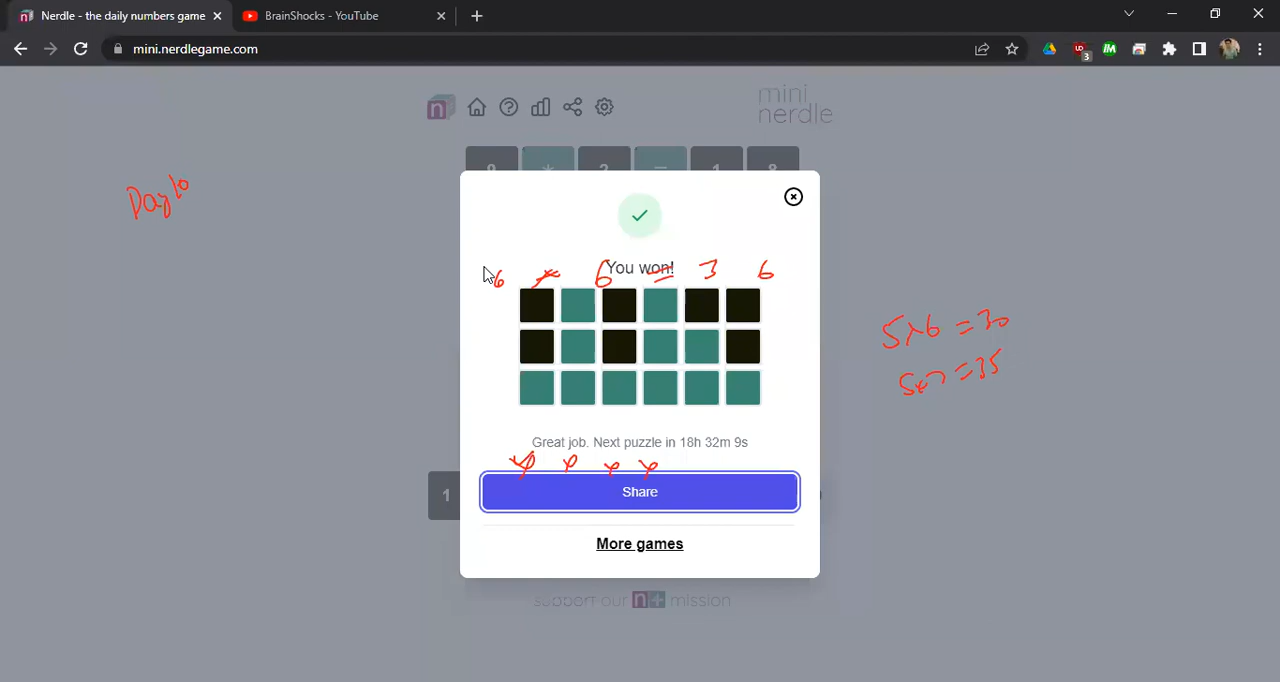 Nerdle - the daily numbers game
BrainShocks - YouTube
mini.nerdlegame.com
3
n
mini
nerdle
Day 10
You won!
6 * 6 = 3 6
5 x 6 = 30
5 x 7 = 35
Great job. Next puzzle in 18h 32m 9s
1
Share
More games
support our n+ mission